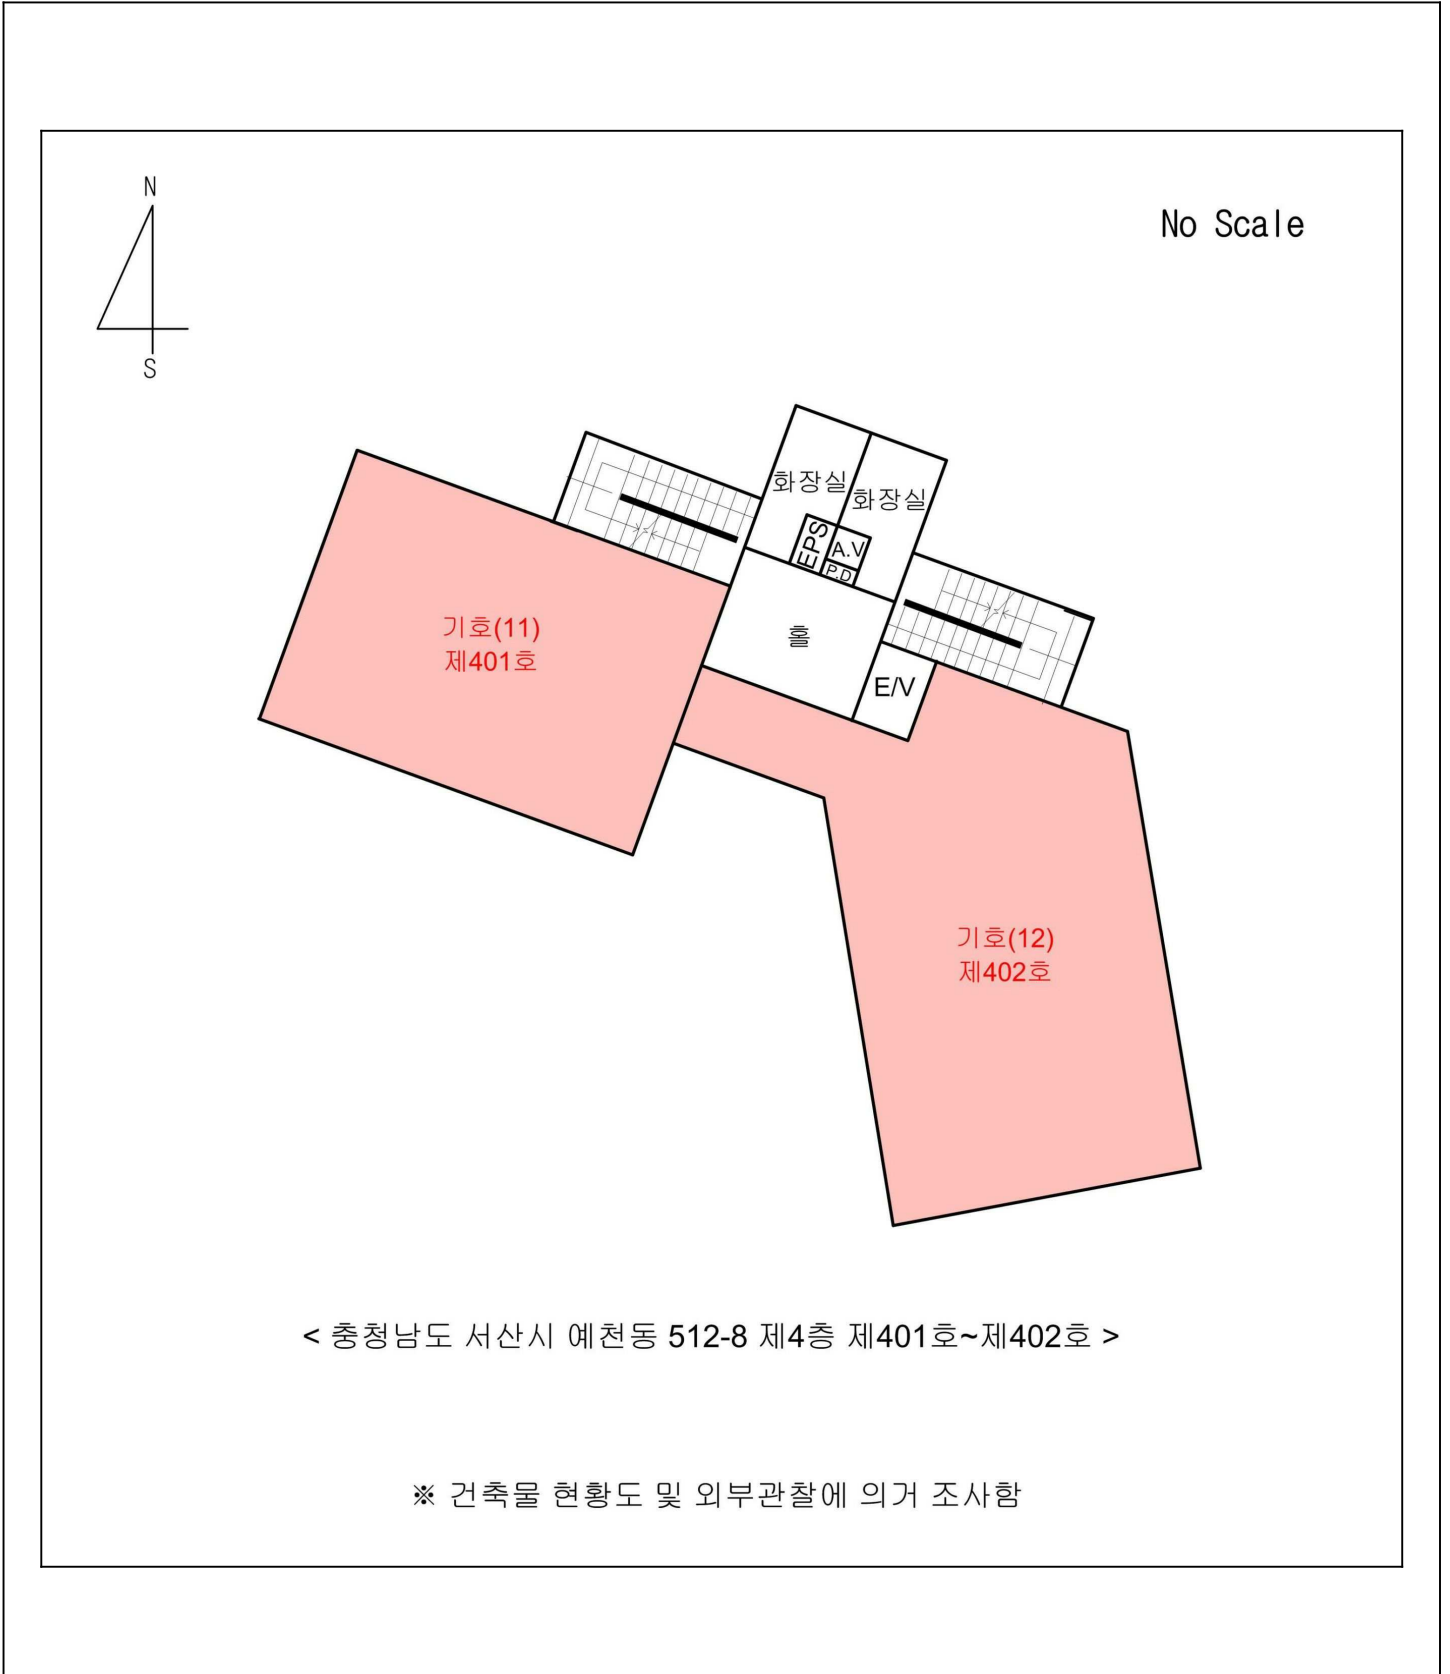 N
No Scale
S
화장실
화장실
EPS
A.V
P.D
기호(11)
제401호
홀
E/V
기호(12)
제402호
< 충청남도 서산시 예천동 512-8 제4층 제401호~제402호 >
※ 건축물 현황도 및 외부관찰에 의거 조사함